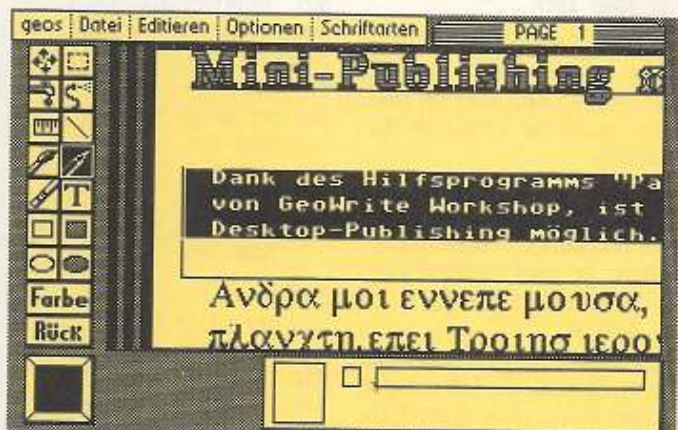 geos Datei Editieren Optionen Schriftarten PAGE 1
Mini-Publishing
Dank des Hilfsprogramms "Pa
von GeoWrite Workshop, ist
Desktop-Publishing möglich.
T
Ανδρα μοι εννεπε μουσα,
πλανχτη.επει Τροιησ ιερο
Farbe
Rück